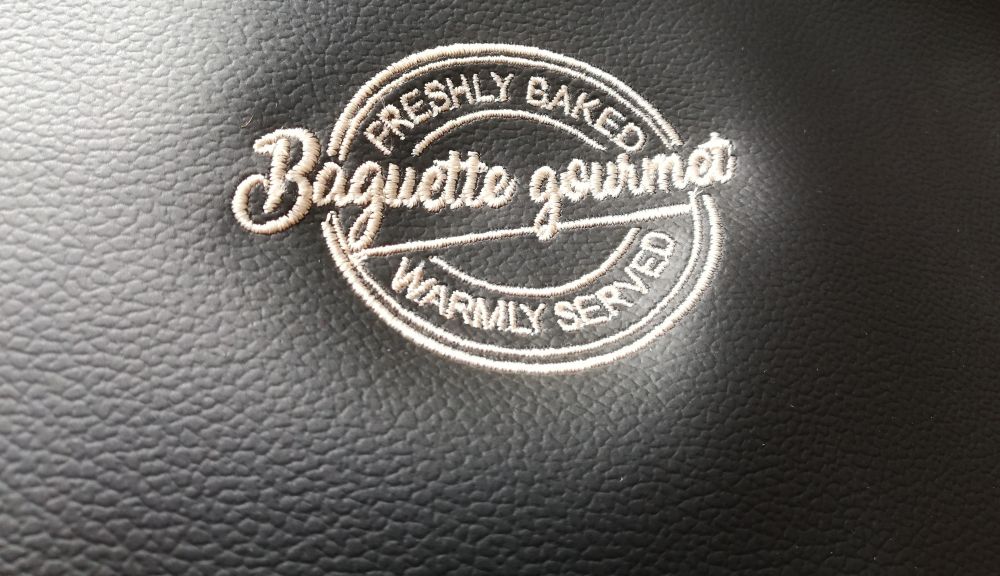 FRESHLY BAKED
Baguette gourmet
WARMLY SERVED